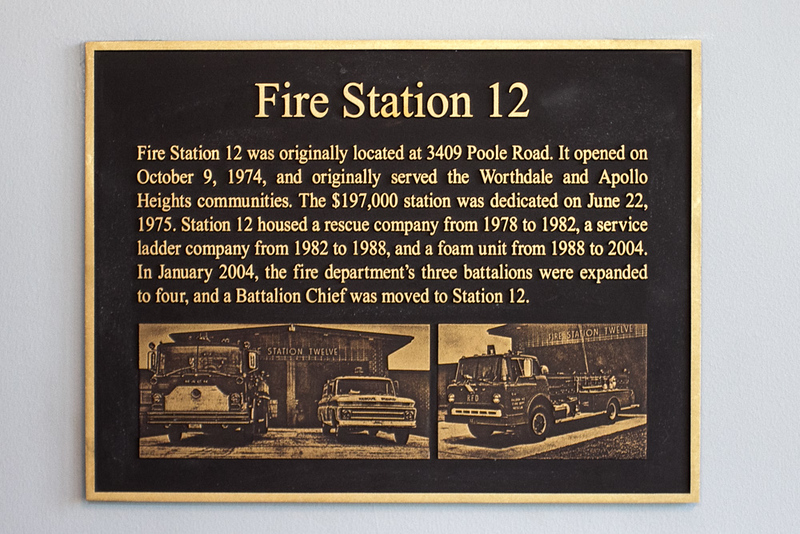 Fire Station 12
Fire Station 12 was originally located at 3409 Poole Road. It opened on
October 9, 1974, and originally served the Worthdale and Apollo
Heights communities. The $197,000 station was dedicated on June 22,
1975. Station 12 housed a rescue company from 1978 to 1982, a service
ladder company from 1982 to 1988, and a foam unit from 1988 to 2004.
In January 2004, the fire department's three battalions were expanded
to four, and a Battalion Chief was moved to Station 12.
STATION TWELVE
FIRE STATION TWELVE
MACK
RFD